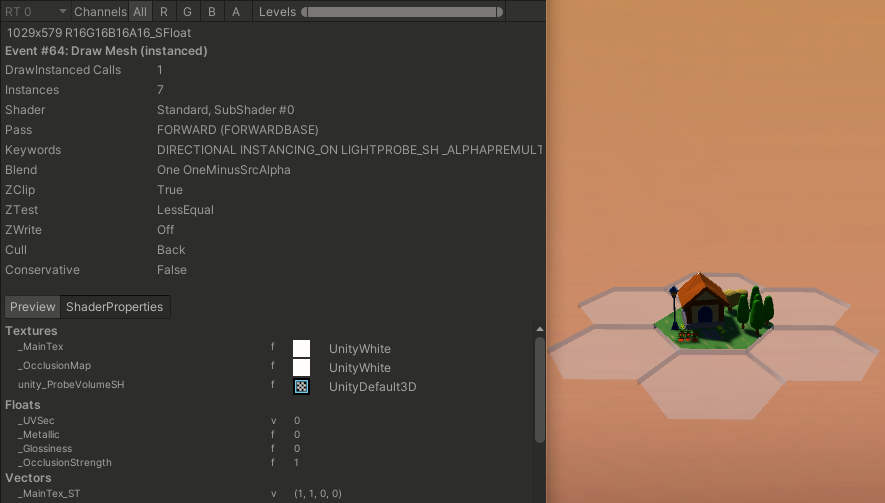 RT 0 Channels All R G B A Levels
1029x579 R16G16B16A16_SFloat
Event #64: Draw Mesh (instanced)
DrawInstanced Calls 1
Instances 7
Shader Standard, SubShader #0
Pass FORWARD (FORWARDBASE)
Keywords DIRECTIONAL INSTANCING_ON LIGHTPROBE_SH _ALPHAPREMULT
Blend One OneMinusSrcAlpha
ZClip True
ZTest LessEqual
ZWrite Off
Cull Back
Conservative False
Preview ShaderProperties
Textures
_MainTex f UnityWhite
_OcclusionMap f UnityWhite
unity_ProbeVolumeSH f UnityDefault3D
Floats
_UVSec v 0
_Metallic f 0
_Glossiness f 0
_OcclusionStrength f 1
Vectors
_MainTex_ST v (1, 1, 0, 0)